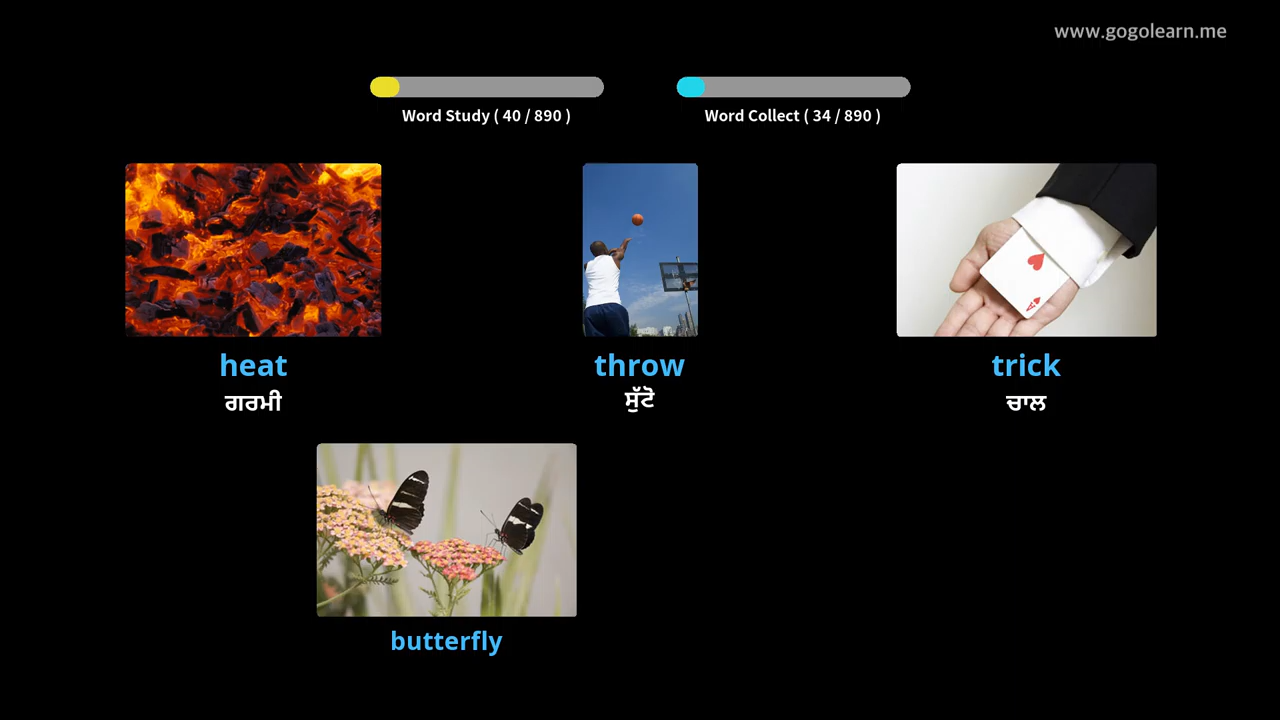 www.gogolearn.me
Word Study ( 40 / 890 )
Word Collect ( 34 / 890 )
heat
throw
trick
ਗਰਮੀ
ਸੁੱਟੋ
ਚਾਲ
butterfly